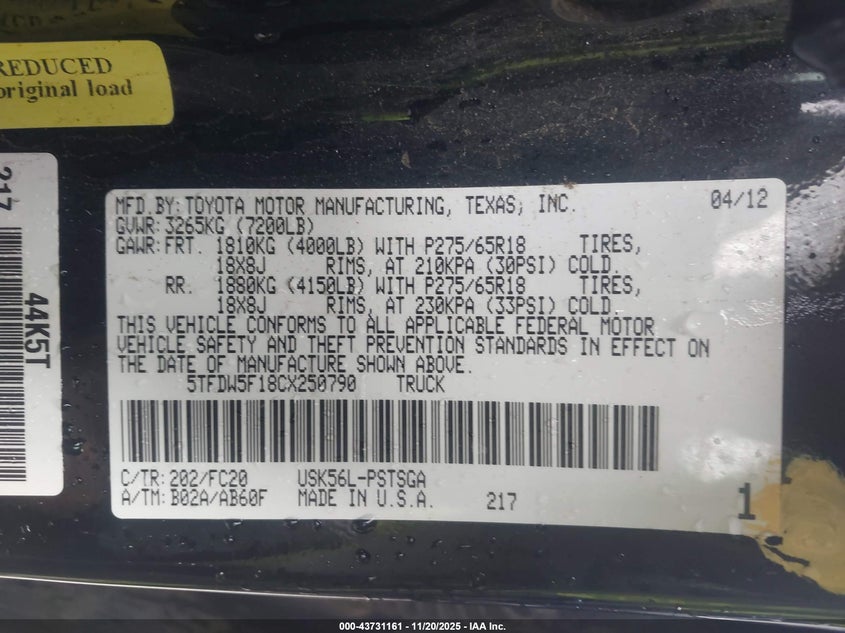 REDUCED
original load
217
44K5T
MFD.BY:TOYOTA MOTOR MANUFACTURING, TEXAS, INC. 04/12
GVWR:3265KG (7200LB)
GAWR:FRT. 1810KG (4000LB) WITH P275/65R18 TIRES,
18X8J RIMS, AT 210KPA (30PSI) COLD.
RR. 1880KG (4150LB) WITH P275/65R18 TIRES,
18X8J RIMS, AT 230KPA (33PSI) COLD
THIS VEHICLE CONFORMS TO ALL APPLICABLE FEDERAL MOTOR
VEHICLE SAFETY AND THEFT PREVENTION STANDARDS IN EFFECT ON
THE DATE OF MANUFACTURE SHOWN ABOVE.
5TFDW5F18CX250790 TRUCK
C/TR:202/FC20 USK56L-PSTSGA
A/TM:B02A/AB60F MADE IN U.S.A. 217 1
000-43731161 - 11/20/2025 - IAA Inc.